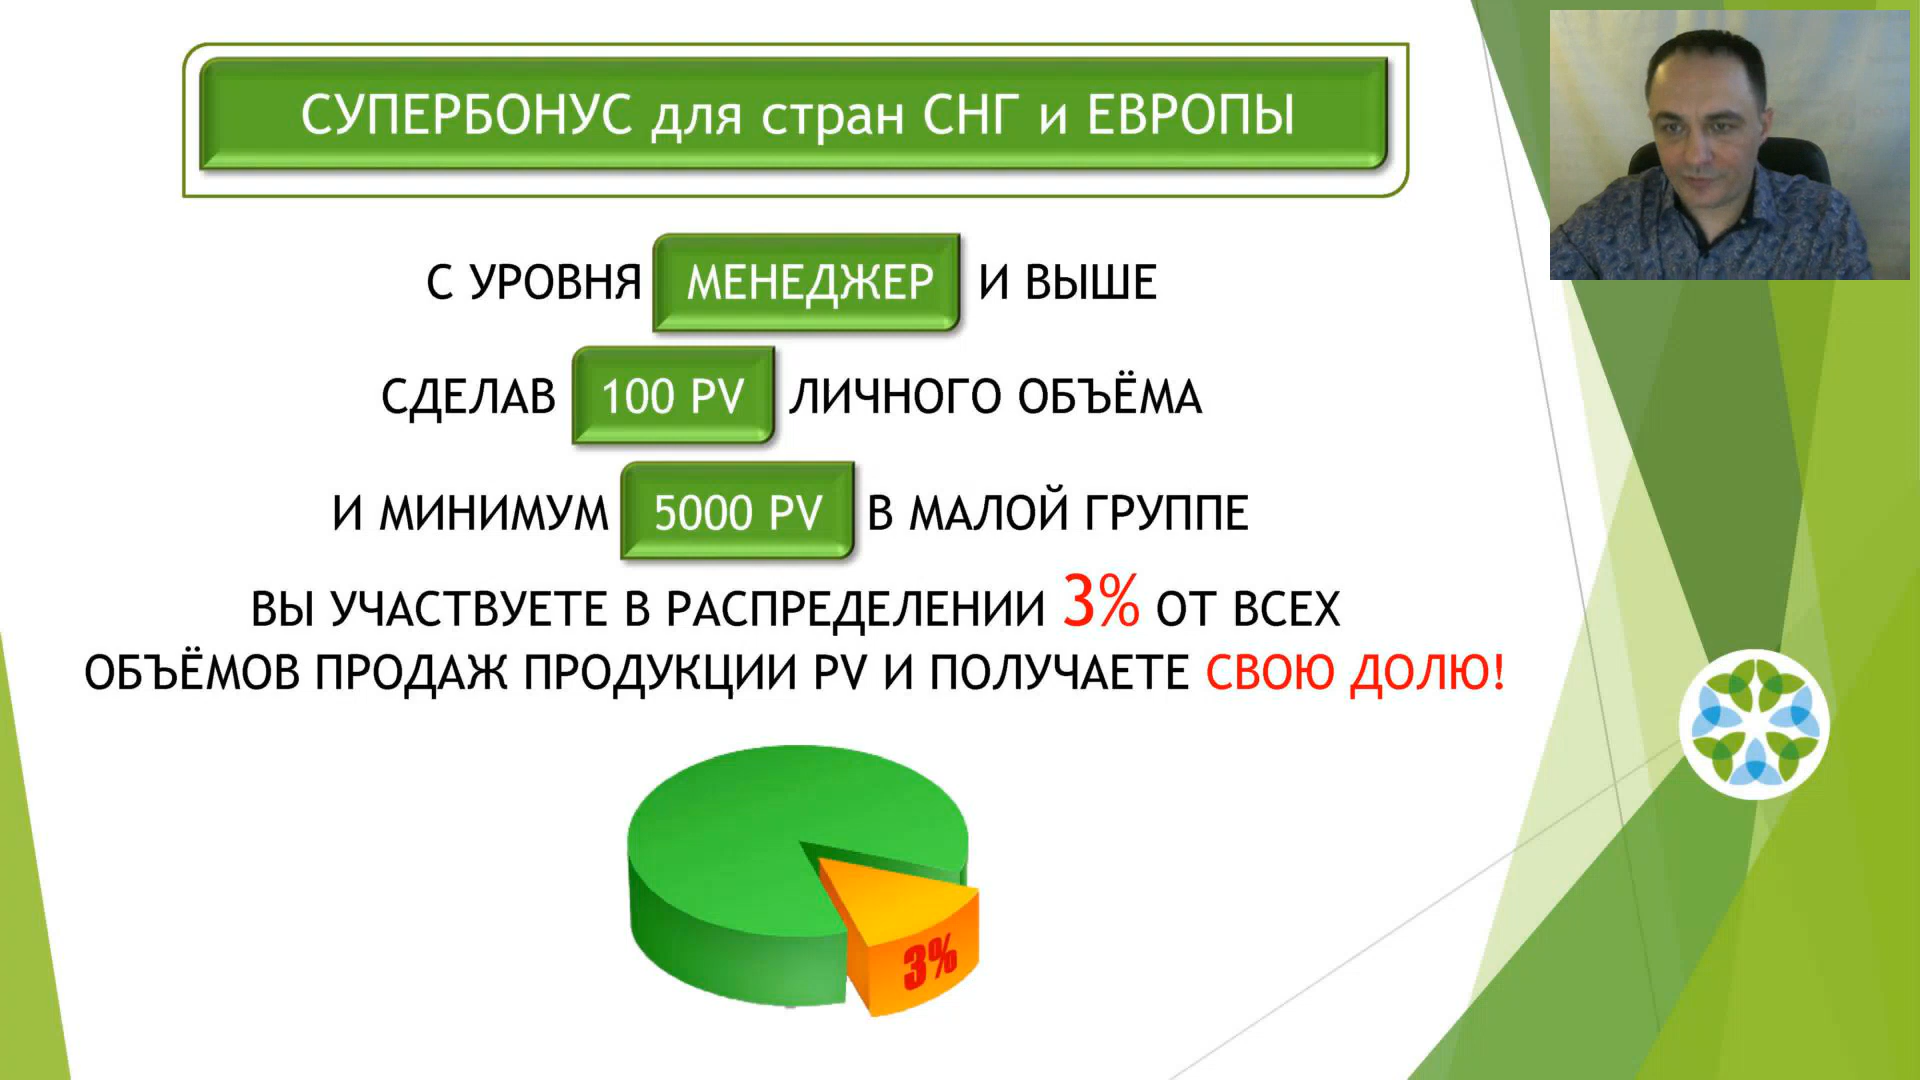 СУПЕРБОНУС для стран СНГ и ЕВРОПЫ
С УРОВНЯ МЕНЕДЖЕР И ВЫШЕ
СДЕЛАВ 100 PV ЛИЧНОГО ОБЪЁМА
И МИНИМУМ 5000 PV В МАЛОЙ ГРУППЕ
ВЫ УЧАСТВУЕТЕ В РАСПРЕДЕЛЕНИИ 3% ОТ ВСЕХ
ОБЪЁМОВ ПРОДАЖ ПРОДУКЦИИ PV И ПОЛУЧАЕТЕ СВОЮ ДОЛЮ!
3%